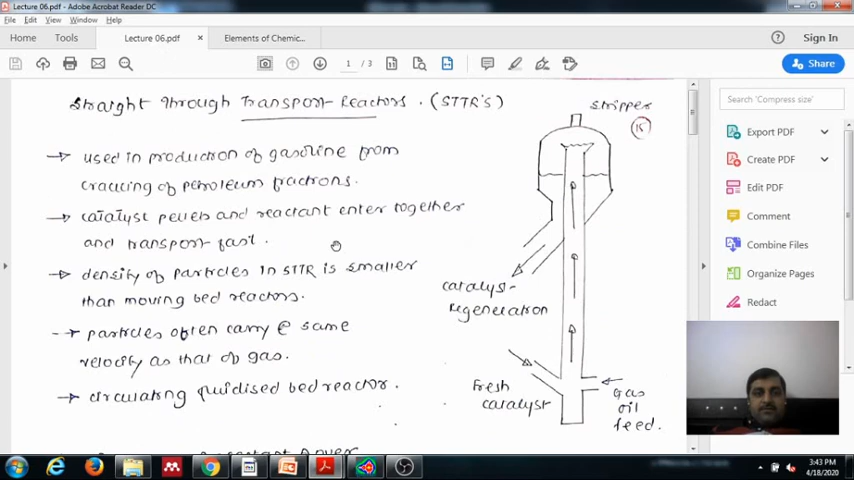 Lecture 06.pdf - Adobe Acrobat Reader DC
File Edit View Window Help
Home Tools Lecture 06.pdf × Elements of Chemic... Sign In
1 / 3 Share
Straight through Transport Reactors. (STTR'S)
→ used in production of gasoline from
cracking of petroleum fractions.
→ catalyst pellets and reactant enter together
and transport fast.
→ density of particles in STTR is smaller
than moving bed reactors.
→ particles often carry @ same
velocity as that of gas.
→ circulating fluidised bed reactor.
stripper
15
catalyst
Regeneration
Fresh
catalyst
Gas
oil
feed.
Search "Compress size"
Export PDF
Create PDF
Edit PDF
Comment
Combine Files
Organize Pages
Redact
3:43 PM
4/18/2020